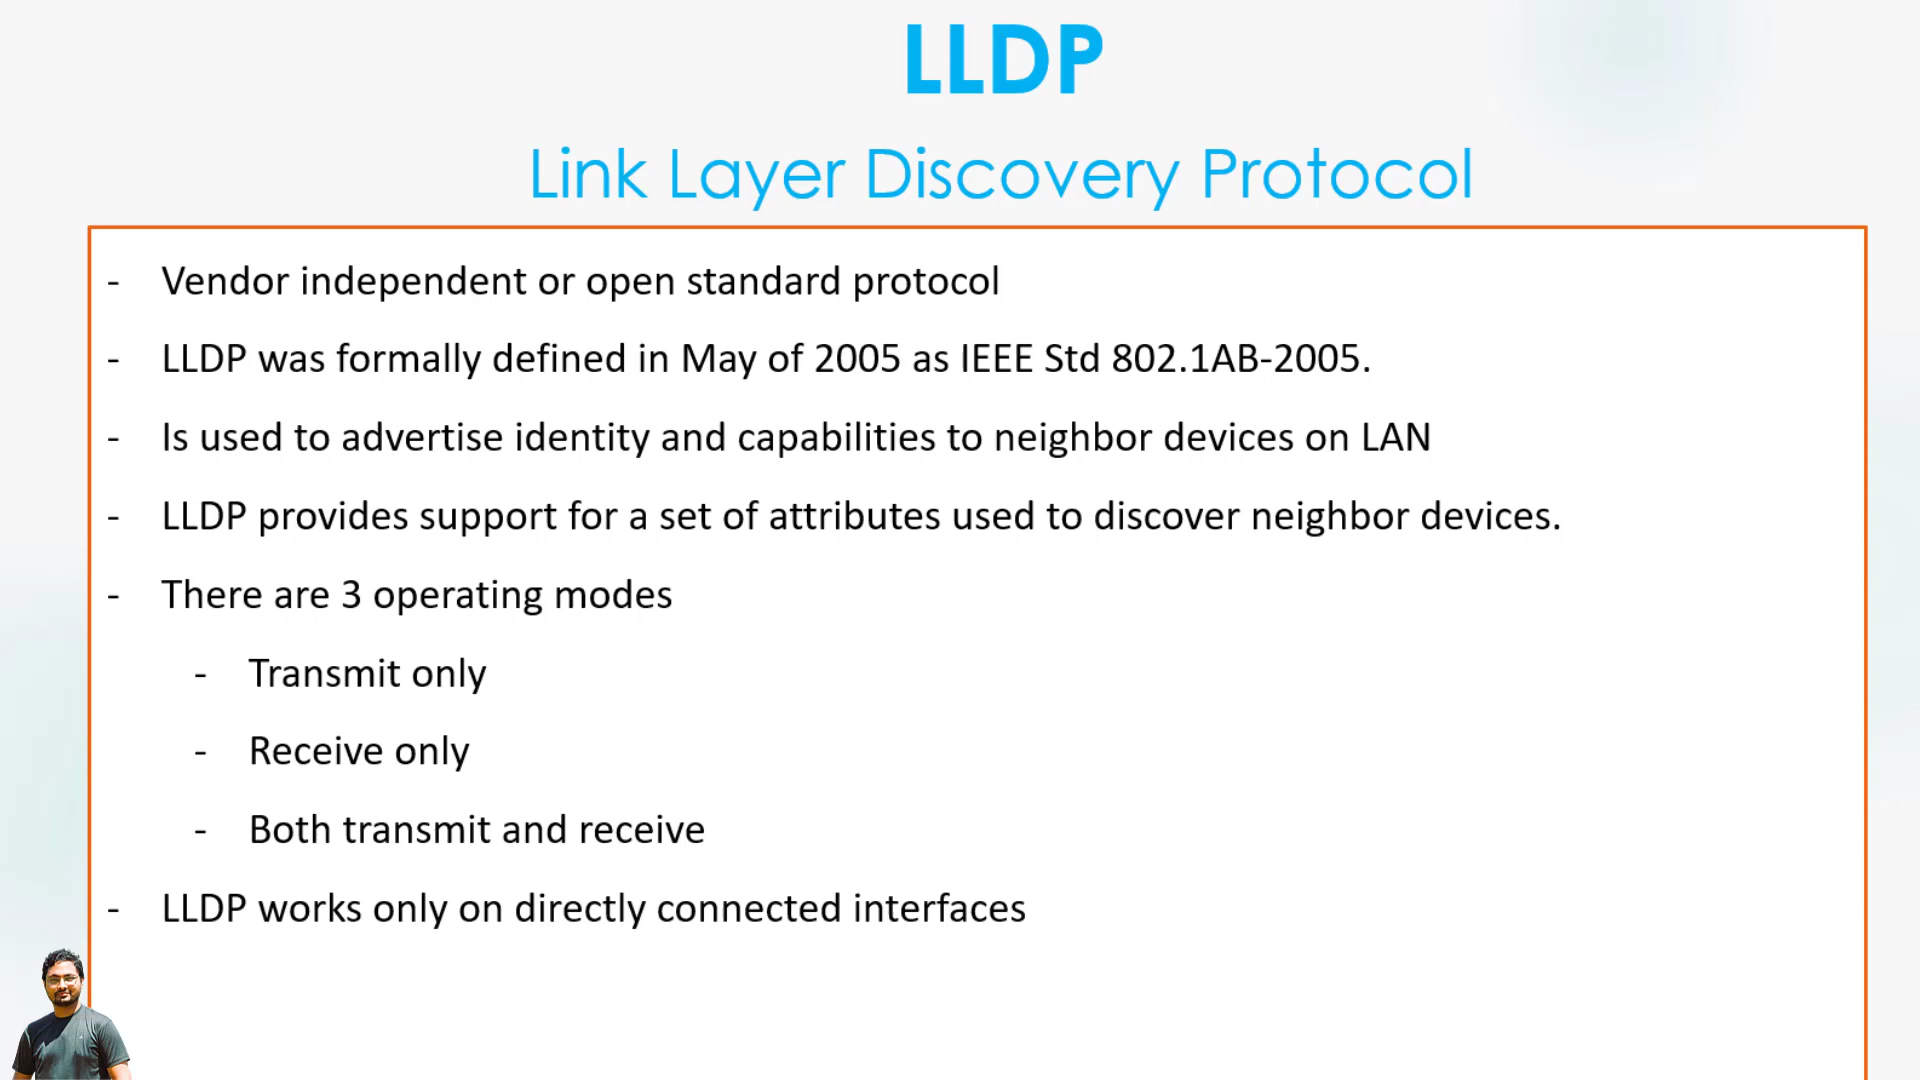 LLDP
Link Layer Discovery Protocol
- Vendor independent or open standard protocol
- LLDP was formally defined in May of 2005 as IEEE Std 802.1AB-2005.
- Is used to advertise identity and capabilities to neighbor devices on LAN
- LLDP provides support for a set of attributes used to discover neighbor devices.
- There are 3 operating modes
- Transmit only
- Receive only
- Both transmit and receive
- LLDP works only on directly connected interfaces